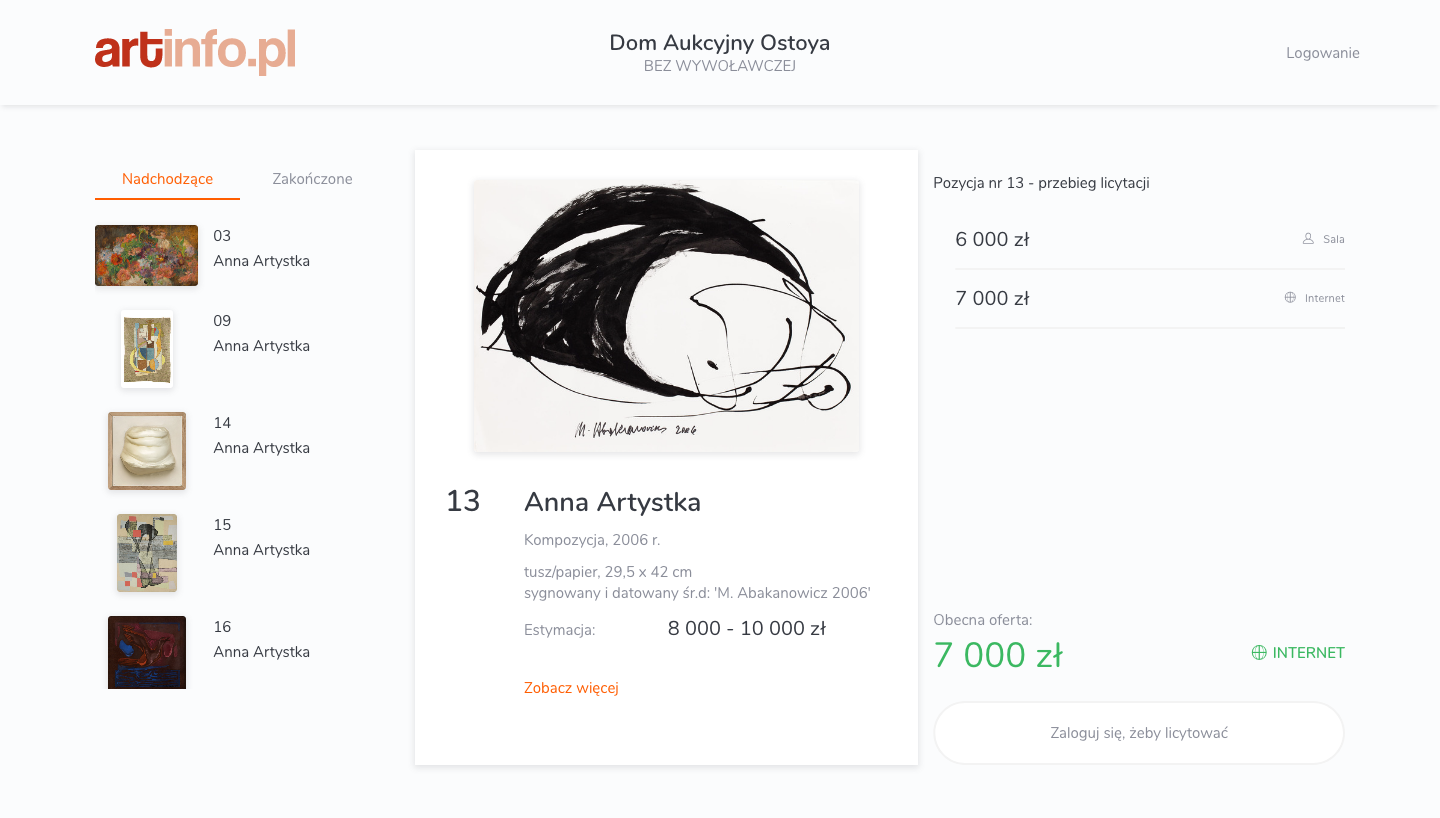 artinfo.pl
Dom Aukcyjny Ostoya
BEZ WYWOŁAWCZEJ
Logowanie
Nadchodzące
Zakończone
03
Anna Artystka
09
Anna Artystka
14
Anna Artystka
15
Anna Artystka
16
Anna Artystka
M. Abakanowicz 2006
13
Anna Artystka
Kompozycja, 2006 r.
tusz/papier, 29,5 x 42 cm
sygnowany i datowany śr.d: 'M. Abakanowicz 2006'
Estymacja:
8 000 - 10 000 zł
Zobacz więcej
Pozycja nr 13 - przebieg licytacji
6 000 zł
Sala
7 000 zł
Internet
Obecna oferta:
7 000 zł
INTERNET
Zaloguj się, żeby licytować